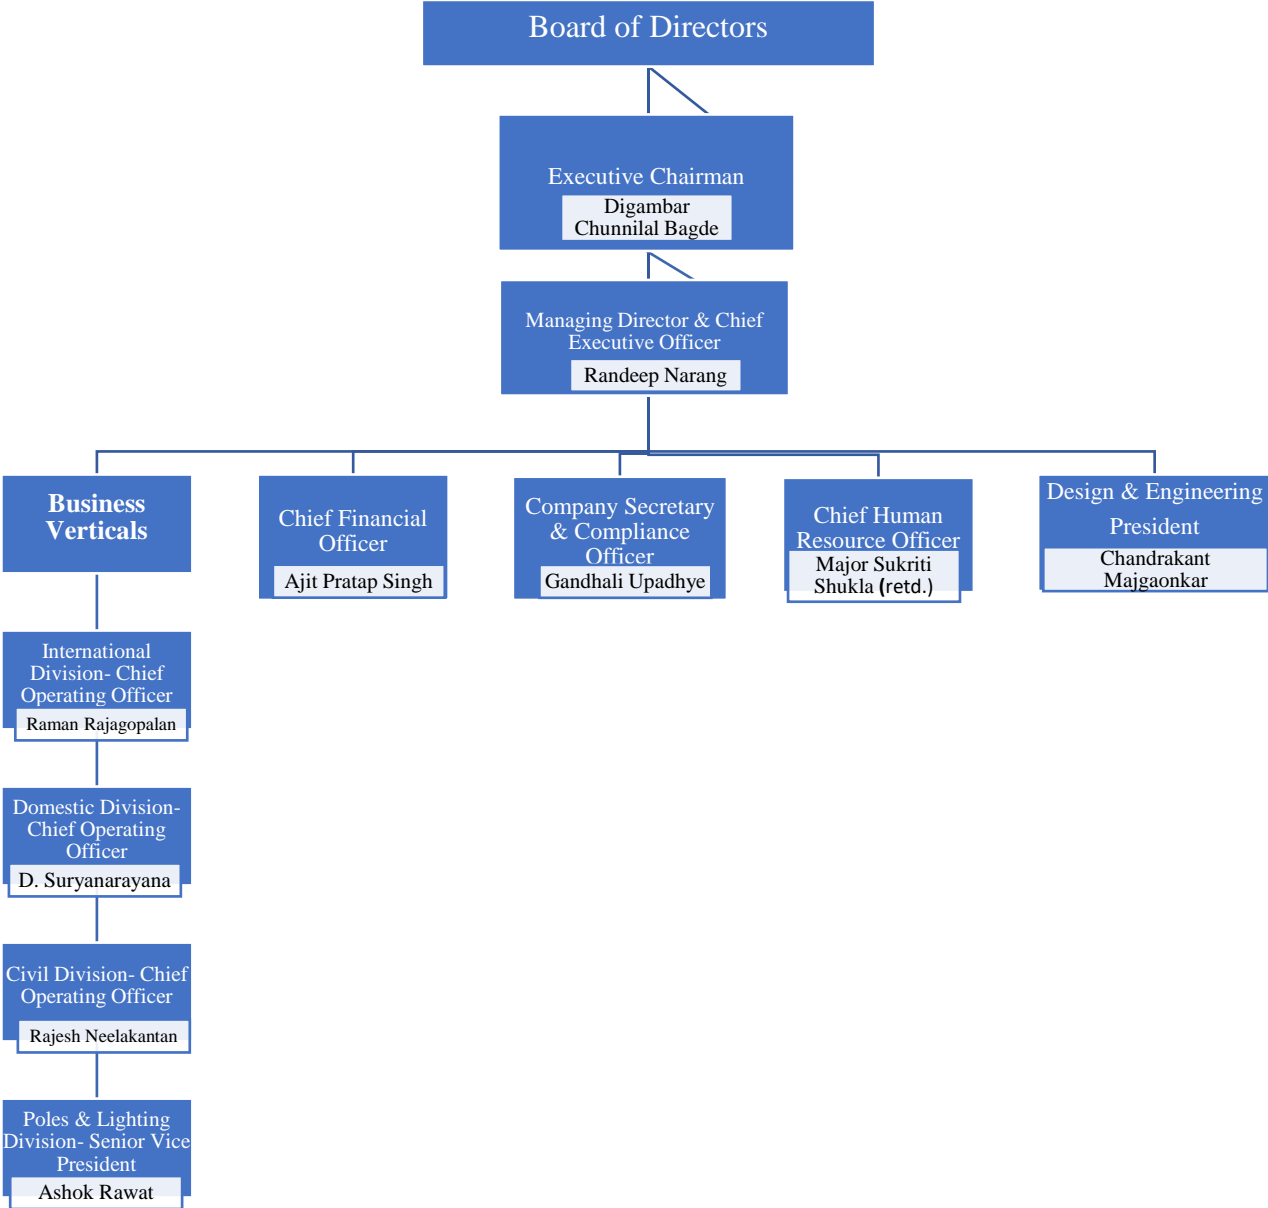 Board of Directors
Executive Chairman
Digambar
Chunnilal Bagde
Managing Director & Chief
Executive Officer
Randeep Narang
Business
Verticals
Chief Financial
Officer
Ajit Pratap Singh
Company Secretary
& Compliance
Officer
Gandhali Upadhye
Chief Human
Resource Officer
Major Sukriti
Shukla (retd.)
Design & Engineering
President
Chandrakant
Majgaonkar
International
Division- Chief
Operating Officer
Raman Rajagopalan
Domestic Division-
Chief Operating
Officer
D. Suryanarayana
Civil Division- Chief
Operating Officer
Rajesh Neelakantan
Poles & Lighting
Division- Senior Vice
President
Ashok Rawat